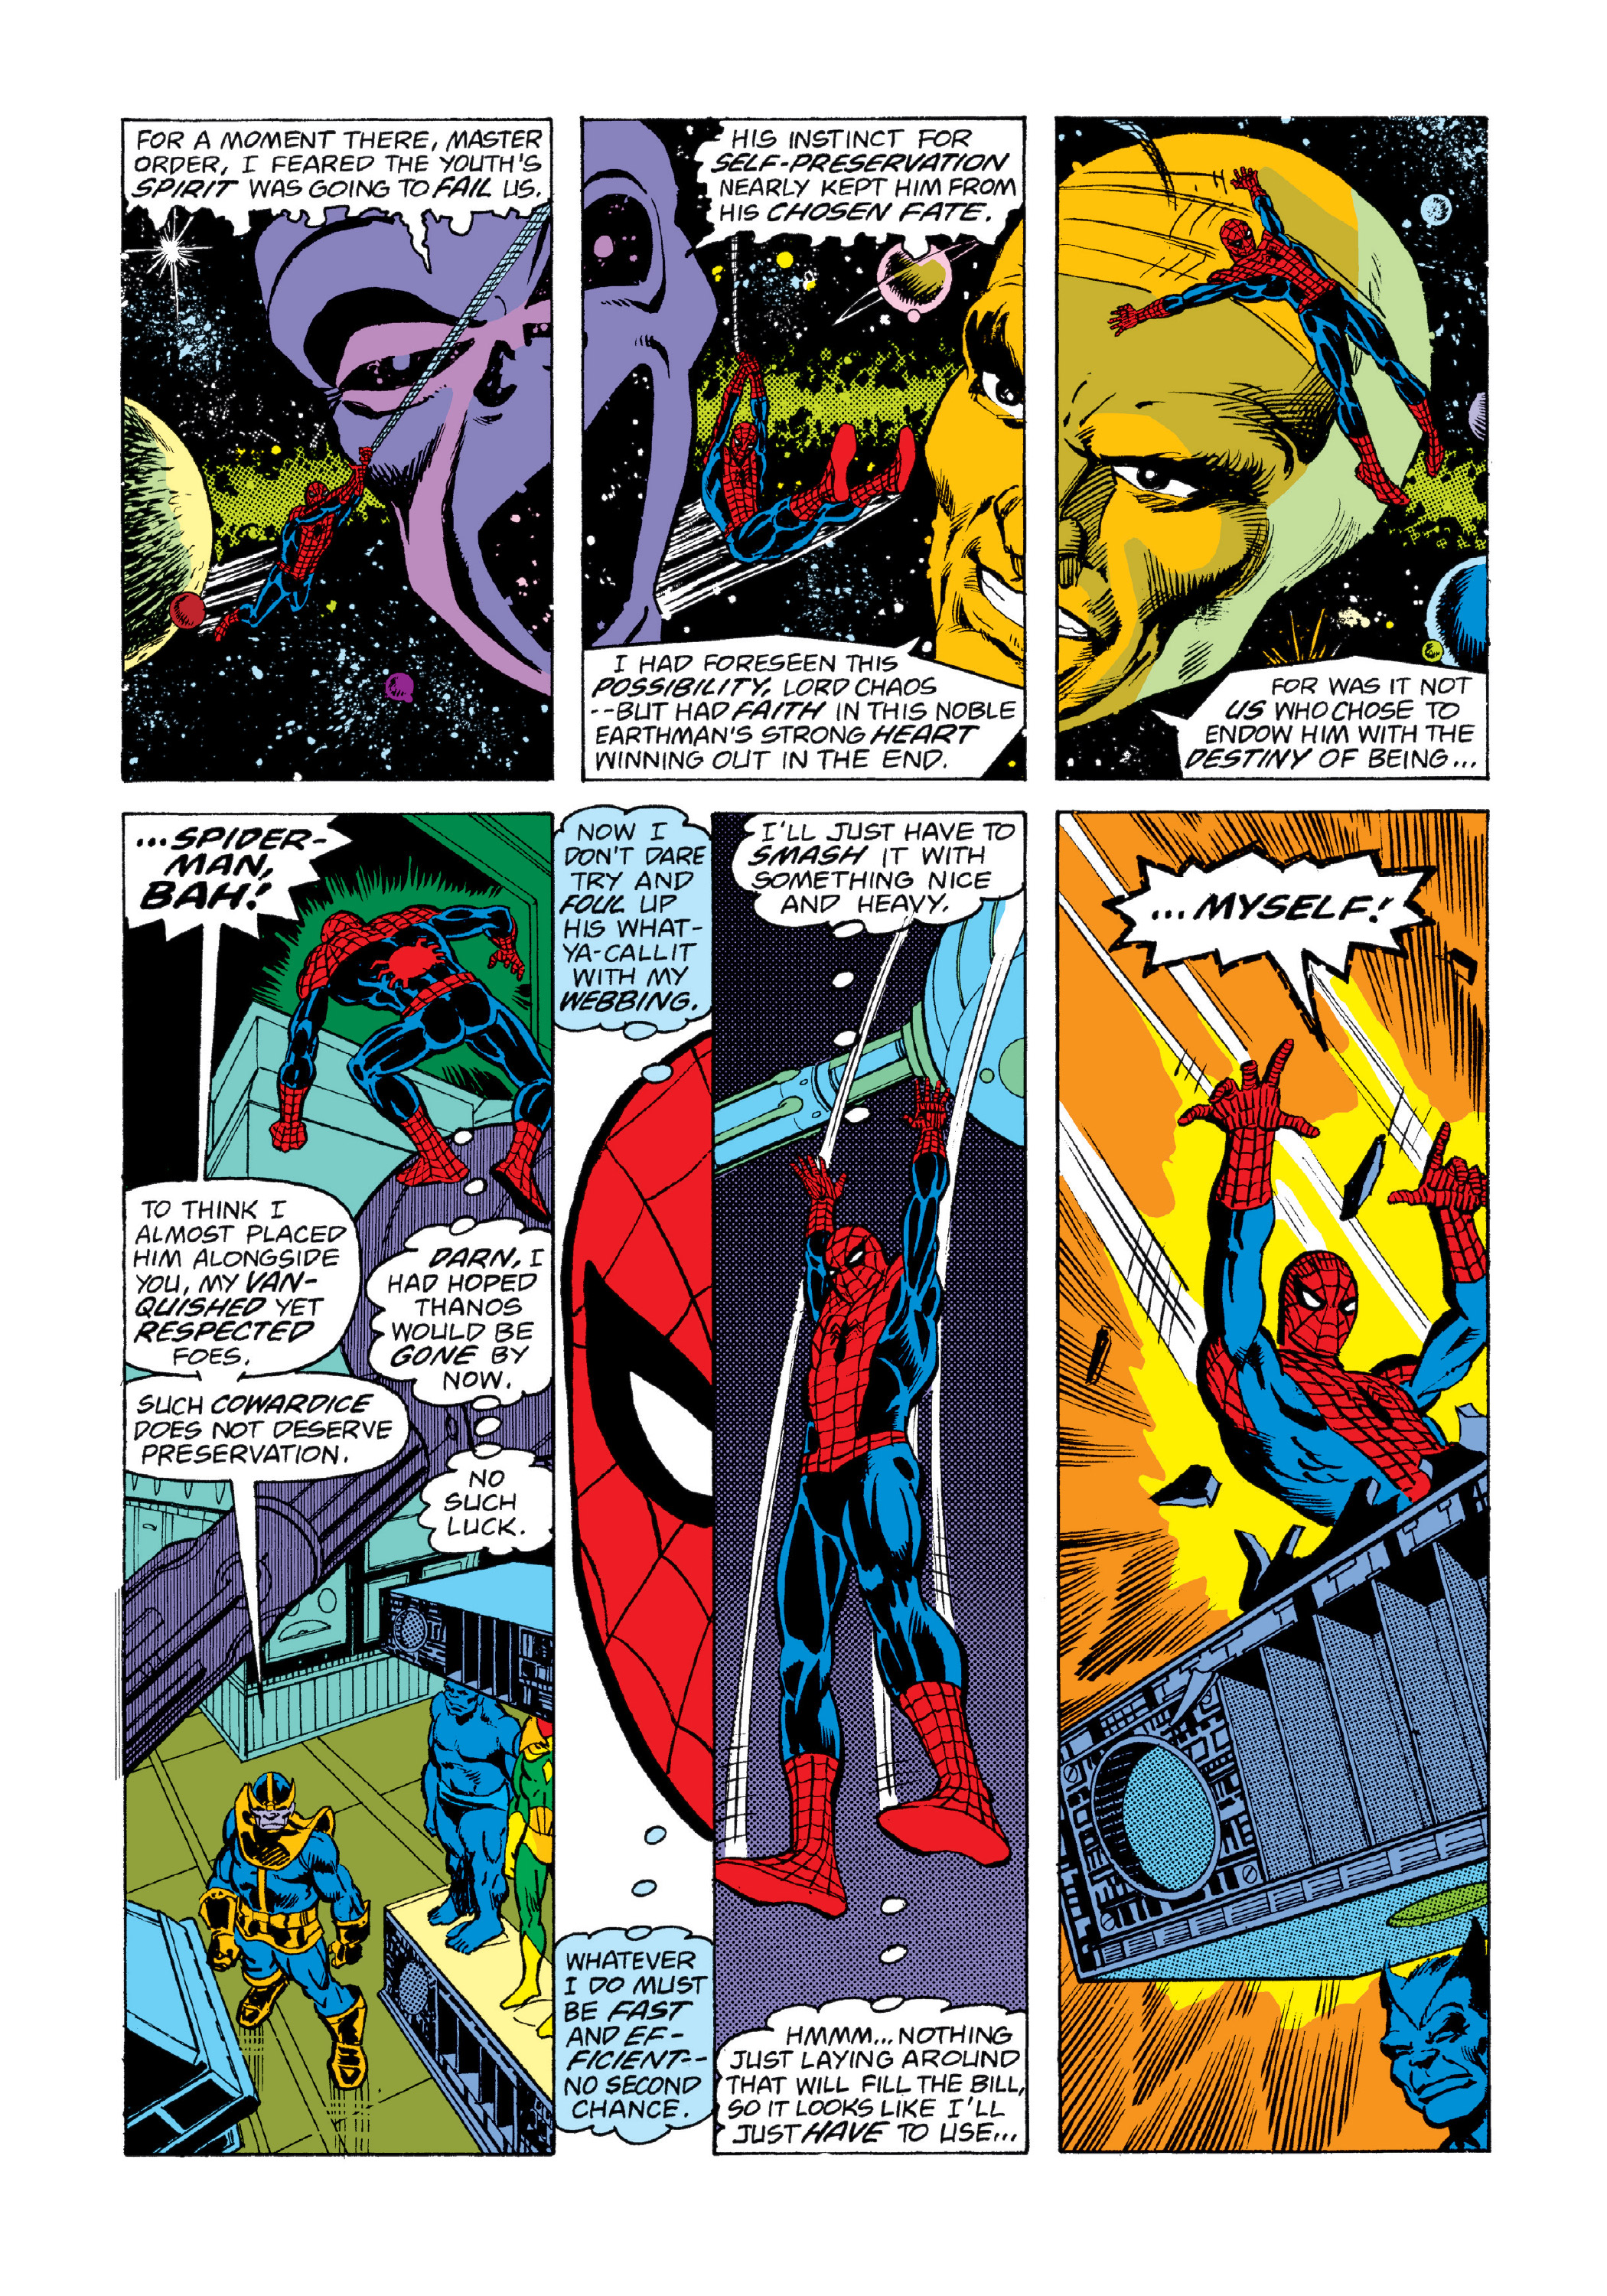 FOR A MOMENT THERE, MASTER
ORDER, I FEARED THE YOUTH'S
SPIRIT WAS GOING TO FAIL US.
HIS INSTINCT FOR
SELF-PRESERVATION
NEARLY KEPT HIM FROM
HIS CHOSEN FATE.
I HAD FORESEEN THIS
POSSIBILITY, LORD CHAOS
--BUT HAD FAITH IN THIS NOBLE
EARTHMAN'S STRONG HEART
WINNING OUT IN THE END.
FOR WAS IT NOT
US WHO CHOSE TO
ENDOW HIM WITH THE
DESTINY OF BEING...
...SPIDER-
MAN,
BAH!
TO THINK I
ALMOST PLACED
HIM ALONGSIDE
YOU, MY VAN-
QUISHED YET
RESPECTED
FOES.
SUCH COWARDICE
DOES NOT DESERVE
PRESERVATION.
DARN, I
HAD HOPED
THANOS
WOULD BE
GONE BY
NOW.
NO
SUCH
LUCK.
NOW I
DON'T DARE
TRY AND
FOUL UP
HIS WHAT-
YA-CALLIT
WITH MY
WEBBING.
WHATEVER
I DO MUST
BE FAST
AND EF-
FICIENT--
NO SECOND
CHANCE.
I'LL JUST HAVE TO
SMASH IT WITH
SOMETHING NICE
AND HEAVY.
HMMM...NOTHING
JUST LAYING AROUND
THAT WILL FILL THE BILL,
SO IT LOOKS LIKE I'LL
JUST HAVE TO USE...
...MYSELF!